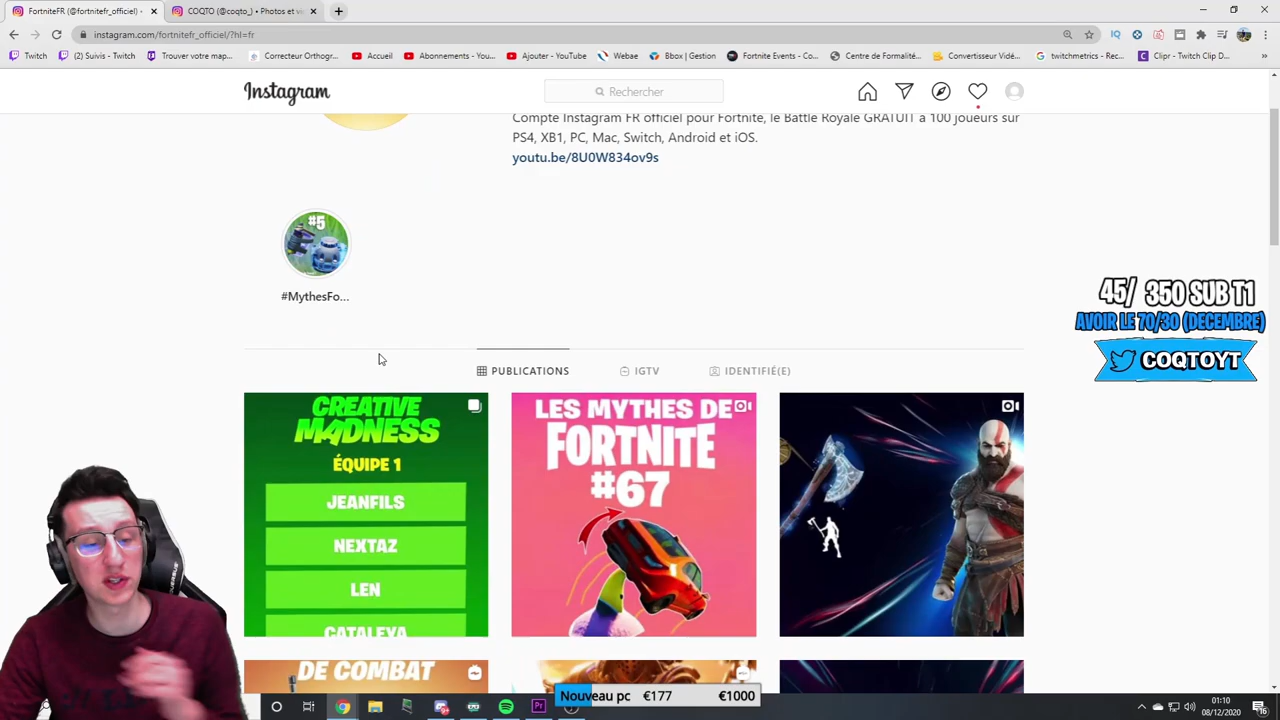 FortniteFR (@fortnitefr_officiel) •
COQTO (@coqto_) • Photos et vi
instagram.com/fortnitefr_officiel/?hl=fr
Twitch
(2) Suivis - Twitch
Trouver votre map...
Correcteur Orthogr...
Accueil
Abonnements - You...
Ajouter - YouTube
Webae
Bbox | Gestion
Fortnite Events - Co...
Centre de Formalité...
Convertisseur Vidé...
twitchmetrics - Rec...
Clipr - Twitch Clip D...
Instagram
Rechercher
Compte Instagram FR officiel pour Fortnite, le Battle Royale GRATUIT à 100 joueurs sur
PS4, XB1, PC, Mac, Switch, Android et iOS.
youtu.be/8U0W834ov9s
#5
#MythesFo...
45/ 350 SUB T1
AVOIR LE 70/30 (DECEMBRE)
COQTOYT
PUBLICATIONS
IGTV
IDENTIFIÉ(E)
CREATIVE
MADNESS
ÉQUIPE 1
JEANFILS
NEXTAZ
LEN
CATALEYA
LES MYTHES DE
FORTNITE
#67
DE COMBAT
Nouveau pc €177 €1000
01:10
08/12/2020